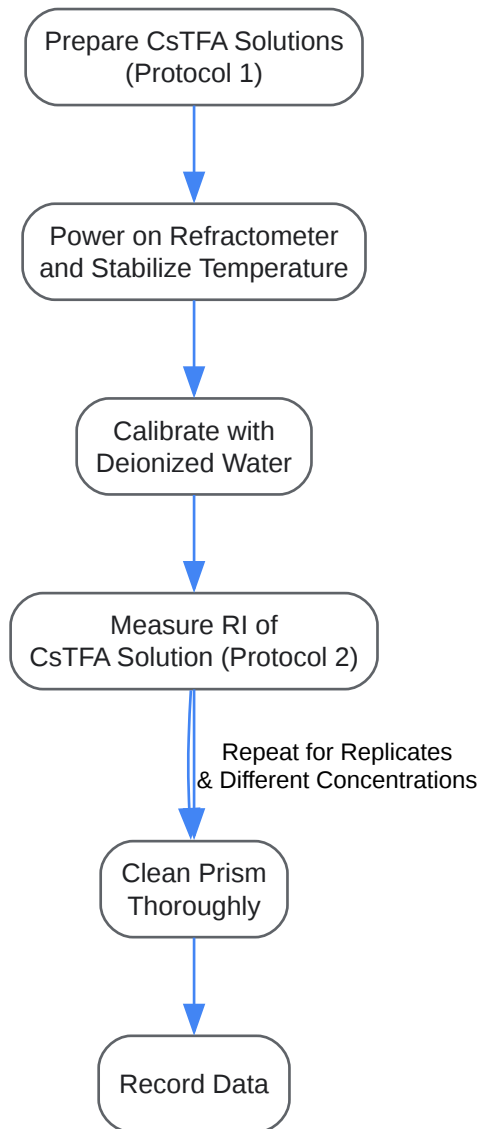 Prepare CsTFA Solutions
(Protocol 1)
Power on Refractometer
and Stabilize Temperature
Calibrate with
Deionized Water
Measure RI of
CsTFA Solution (Protocol 2)
Repeat for Replicates
& Different Concentrations
Clean Prism
Thoroughly
Record Data